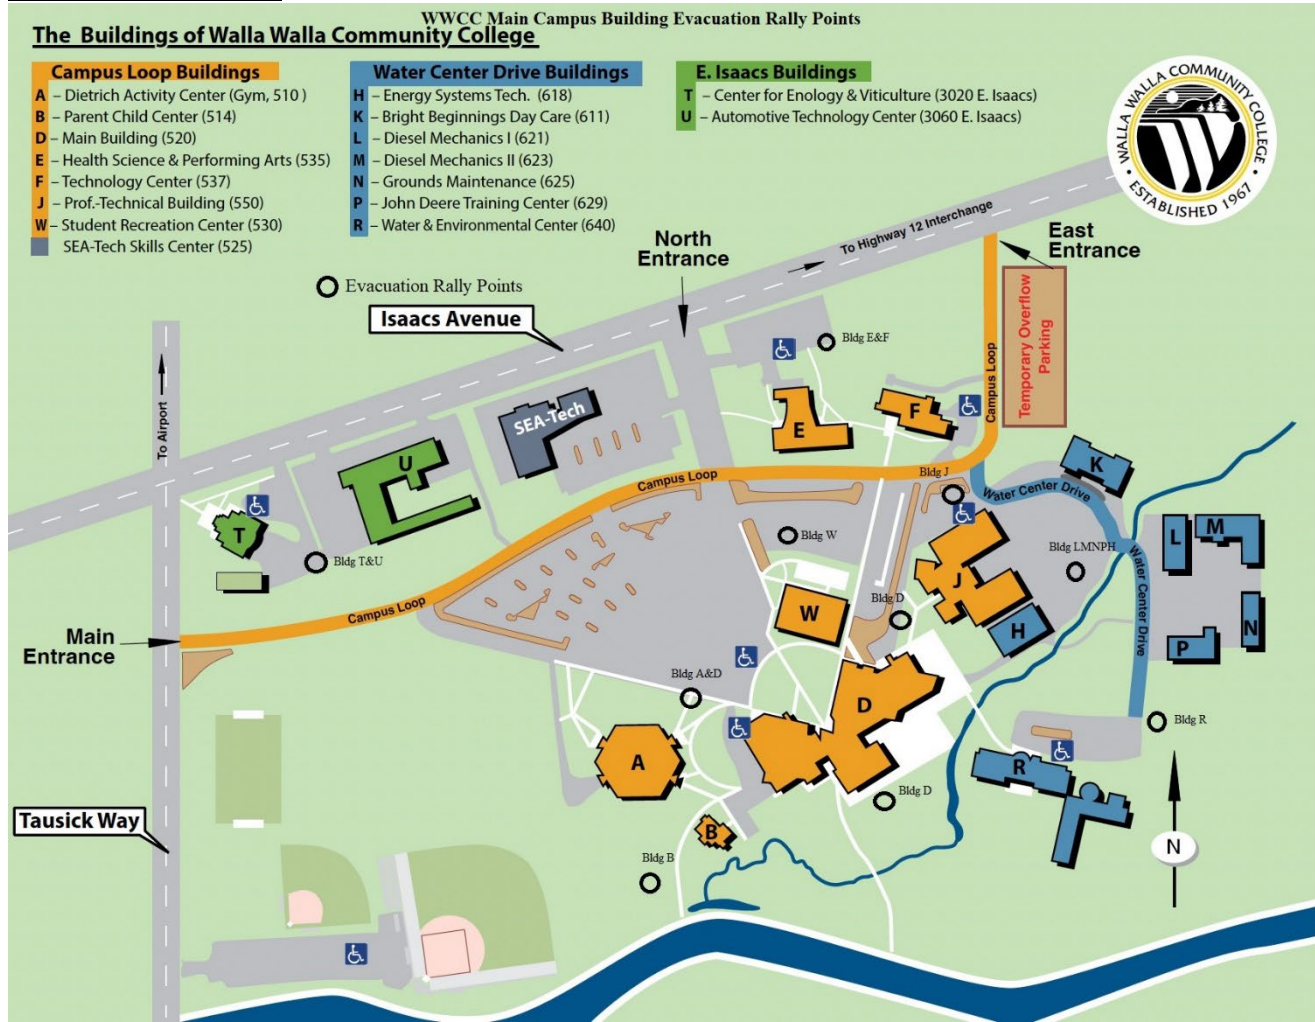 WWCC Main Campus Building Evacuation Rally Points
The Buildings of Walla Walla Community College
Campus Loop Buildings
A – Dietrich Activity Center (Gym, 510 )
B – Parent Child Center (514)
D – Main Building (520)
E – Health Science & Performing Arts (535)
F – Technology Center (537)
J – Prof.-Technical Building (550)
W – Student Recreation Center (530)
SEA-Tech Skills Center (525)
Water Center Drive Buildings
H – Energy Systems Tech. (618)
K – Bright Beginnings Day Care (611)
L – Diesel Mechanics I (621)
M – Diesel Mechanics II (623)
N – Grounds Maintenance (625)
P – John Deere Training Center (629)
R – Water & Environmental Center (640)
E. Isaacs Buildings
T – Center for Enology & Viticulture (3020 E. Isaacs)
U – Automotive Technology Center (3060 E. Isaacs)
WALLA WALLA COMMUNITY COLLEGE
• ESTABLISHED 1967 •
To Highway 12 Interchange
North
Entrance
East
Entrance
Evacuation Rally Points
Isaacs Avenue
Temporary Overflow
Parking
Bldg E&F
Campus Loop
To Airport
SEA-Tech
E
F
U
T
Campus Loop
Bldg J
K
Water Center Drive
Bldg W
L
M
Bldg LMNPH
Water Center Drive
Bldg T&U
J
Bldg D
W
H
N
P
Campus Loop
Main
Entrance
Bldg A&D
D
Bldg R
A
R
Bldg D
Tausick Way
B
Bldg B
N